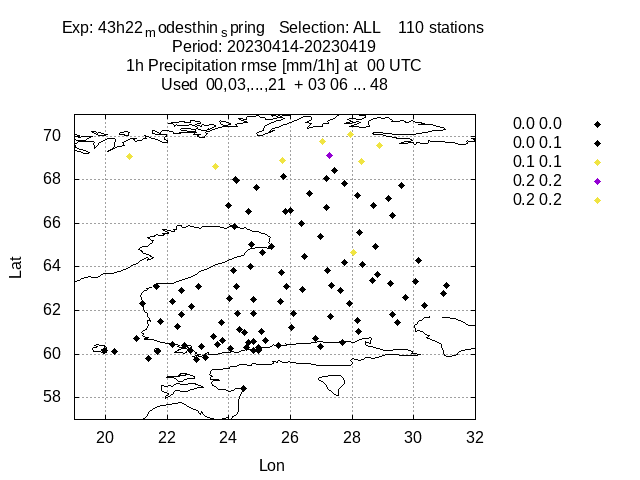 Exp: 43h22modesthinspring Selection: ALL 110 stations
Period: 20230414-20230419
1h Precipitation rmse [mm/1h] at 00 UTC
Used 00,03,...,21 + 03 06 ... 48
0.0 0.0
0.0 0.1
0.1 0.1
0.2 0.2
0.2 0.2
70
68
66
64
62
60
58
Lat
20 22 24 26 28 30 32
Lon